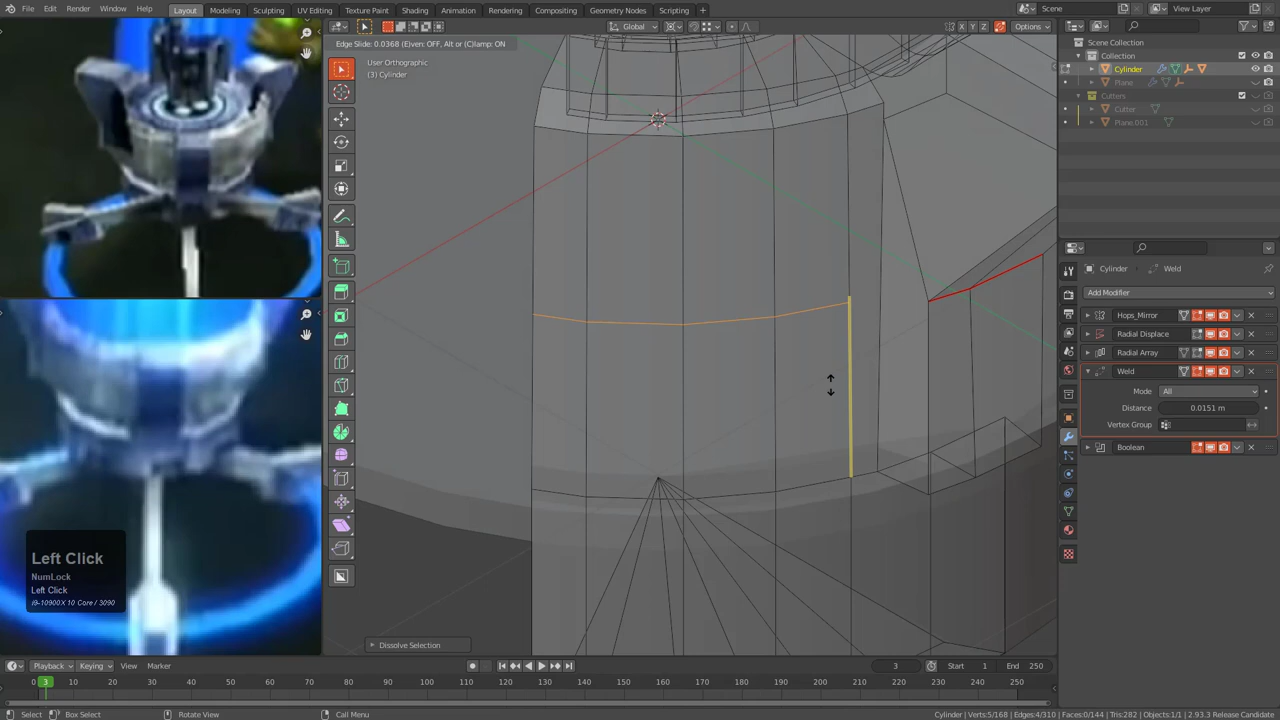 File Edit Render Window Help Layout Modeling Sculpting UV Editing Texture Paint Shading Animation Rendering Compositing Geometry Nodes Scripting + Scene View Layer
Global Options
X Y Z
Edge Slide: 0.0368 (E)ven: OFF, Alt or (C)lamp: ON
User Orthographic
(3) Cylinder
Scene Collection
Collection
Cylinder
Plane
Cutters
Cutter
Plane.001
Cylinder Weld
Add Modifier
Hops_Mirror
Radial Displace
Radial Array
Weld
Mode All
Distance 0.0151 m
Vertex Group
Boolean
Left Click
NumLock
Left Click
i9-10900X 10 Core / 3090
Dissolve Selection
Playback Keying View Marker 3 Start 1 End 250
0 3 10 20 30 40 50 60 70 80 90 100 110 120 130 140 150 160 170 180 190 200 210 220 230 240 250
Select Box Select Rotate View Call Menu Cylinder | Verts:5/168 | Edges:4/310 | Faces:0/144 | Tris:282 | Objects:1/1 | 2.93.3 Release Candidate